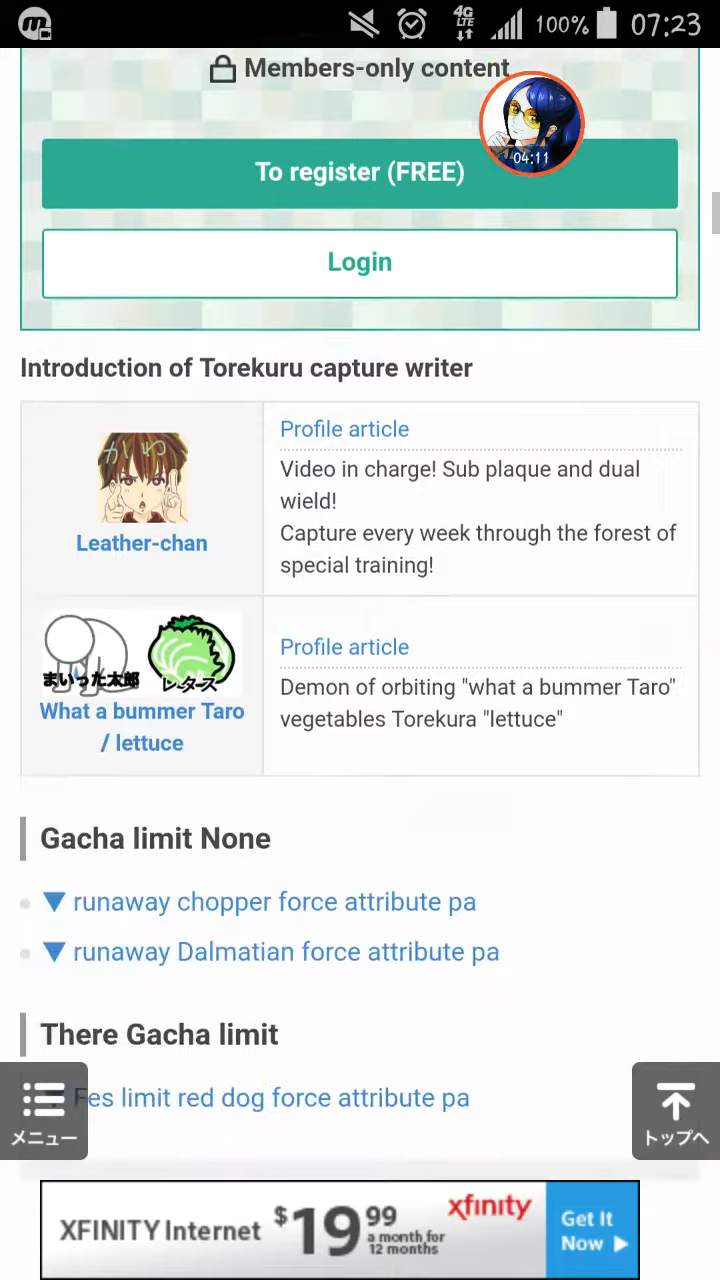 4G
LTE
100%
07:23
Members-only content
04:11
To register (FREE)
Login
Introduction of Torekuru capture writer
かわ
Leather-chan
Profile article
Video in charge! Sub plaque and dual
wield!
Capture every week through the forest of
special training!
まいった太郎
レタス
What a bummer Taro
/ lettuce
Profile article
Demon of orbiting "what a bummer Taro"
vegetables Torekura "lettuce"
Gacha limit None
▼ runaway chopper force attribute pa
▼ runaway Dalmatian force attribute pa
There Gacha limit
Fes limit red dog force attribute pa
メニュー
トップへ
XFINITY Internet
$19.99
a month for
12 months
xfinity
Get It
Now ▶